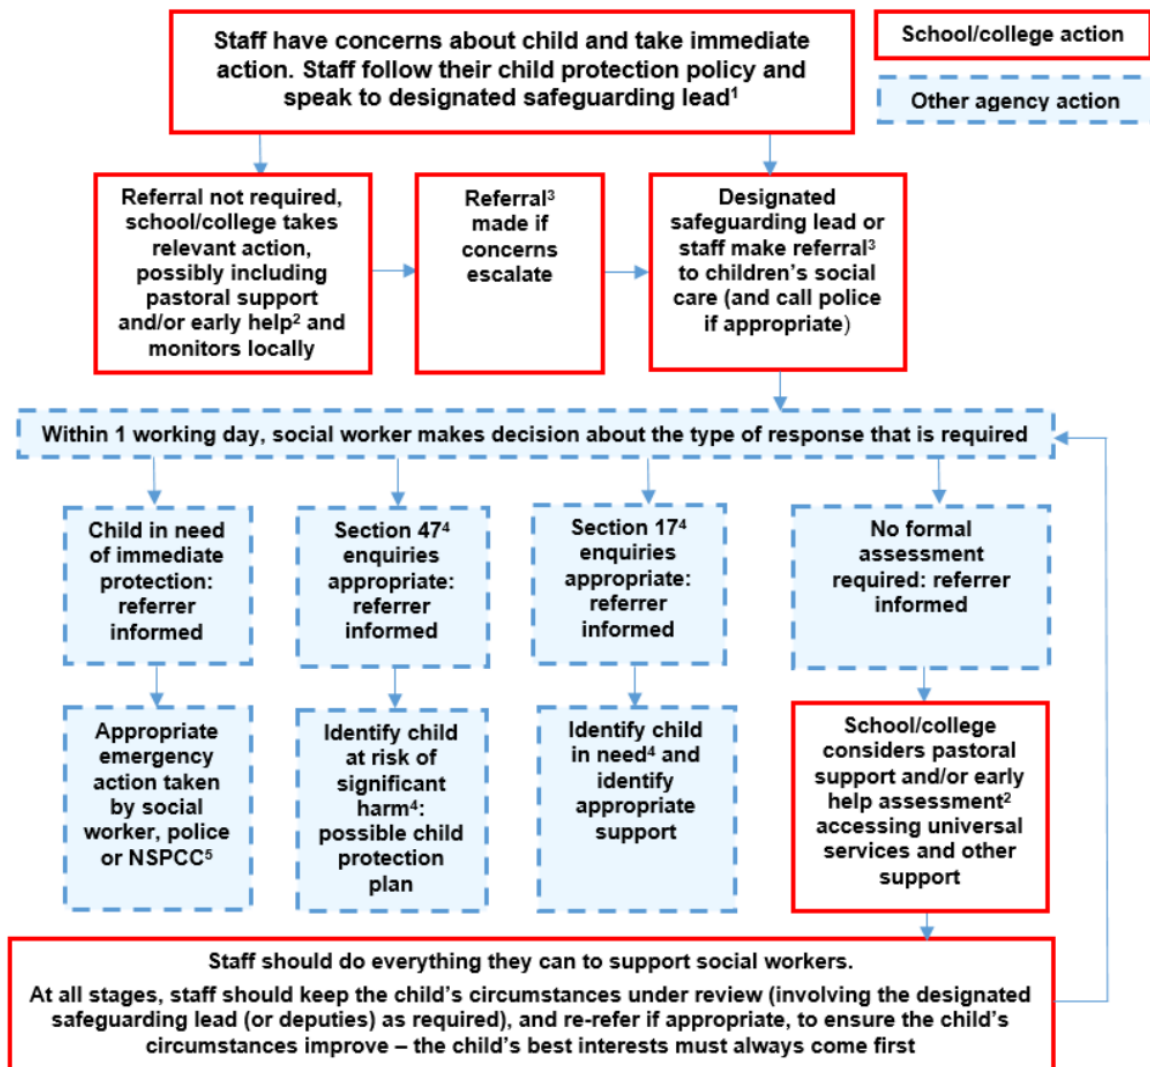 Staff have concerns about child and take immediate
action. Staff follow their child protection policy and
speak to designated safeguarding lead¹
School/college action
Other agency action
Referral not required,
school/college takes
relevant action,
possibly including
pastoral support
and/or early help² and
monitors locally
Referral³
made if
concerns
escalate
Designated
safeguarding lead or
staff make referral³
to children’s social
care (and call police
if appropriate)
Within 1 working day, social worker makes decision about the type of response that is required
Child in need
of immediate
protection:
referrer
informed
Section 47⁴
enquiries
appropriate:
referrer
informed
Section 17⁴
enquiries
appropriate:
referrer
informed
No formal
assessment
required: referrer
informed
Appropriate
emergency
action taken
by social
worker, police
or NSPCC⁵
Identify child
at risk of
significant
harm⁴:
possible child
protection
plan
Identify child
in need⁴ and
identify
appropriate
support
School/college
considers pastoral
support and/or early
help assessment²
accessing universal
services and other
support
Staff should do everything they can to support social workers.
At all stages, staff should keep the child’s circumstances under review (involving the designated
safeguarding lead (or deputies) as required), and re-refer if appropriate, to ensure the child’s
circumstances improve – the child’s best interests must always come first